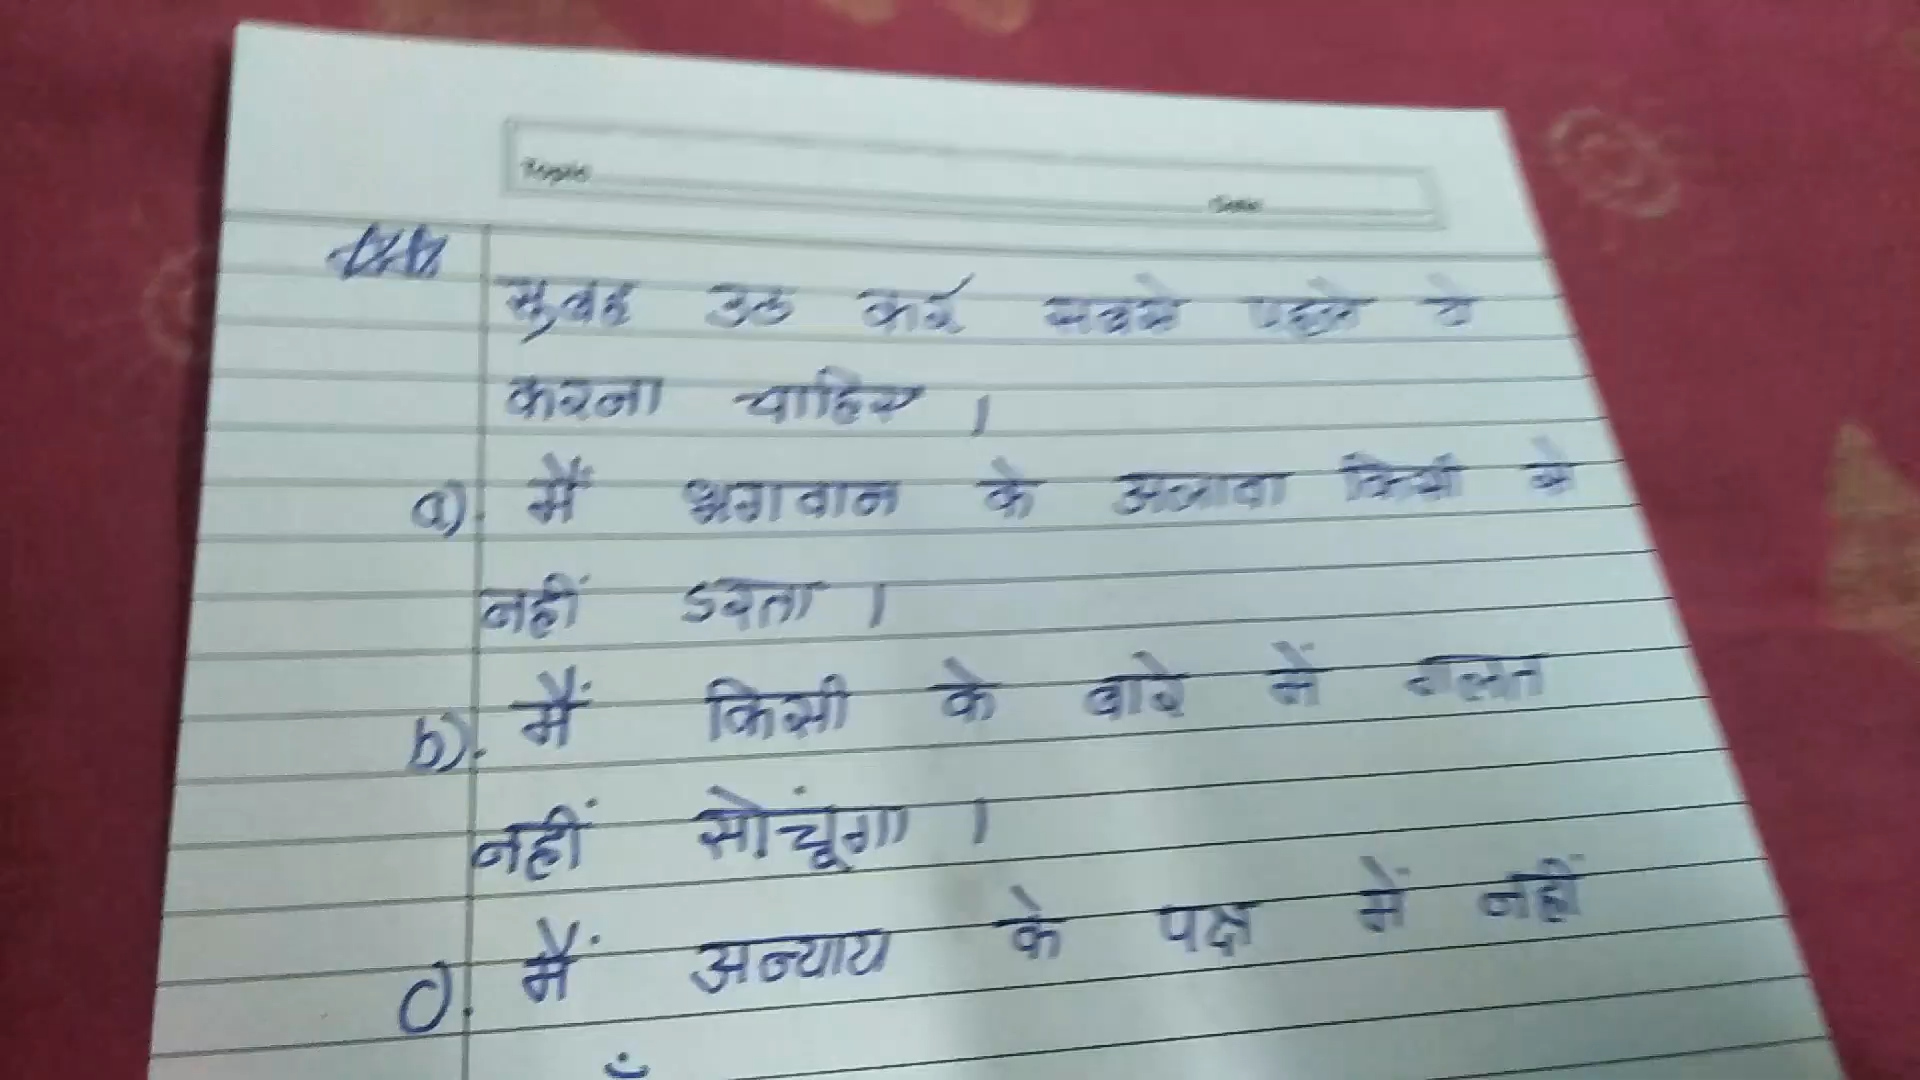 सुबह उठ कर सबसे पहले ये
करना चाहिए ।
a). मैं भगवान के अलावा किसी से
नहीं डरता ।
b). मैं किसी के बारे में गलत
नहीं सोचूंगा ।
c). मैं अन्याय के पक्ष में नहीं